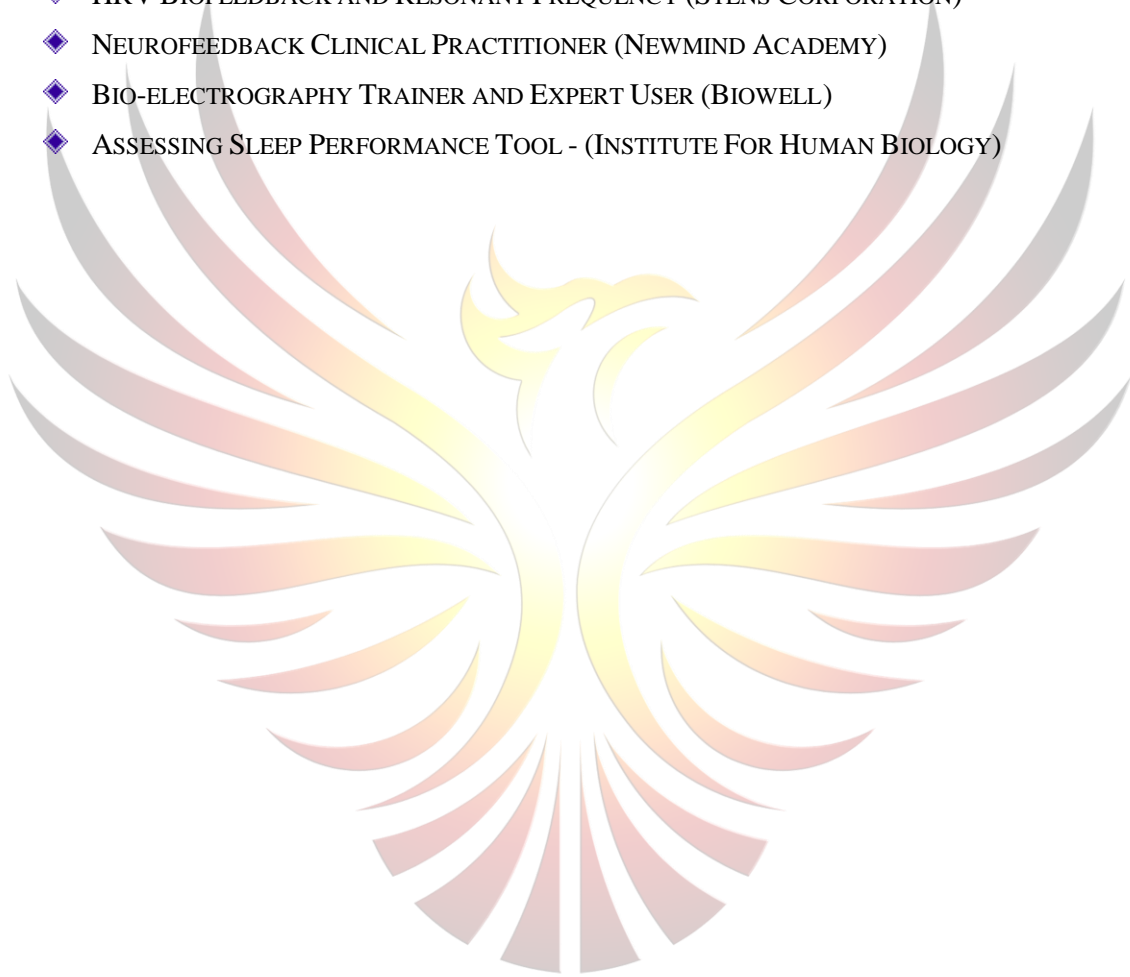 HRV BIOFEEDBACK AND RESONANT FREQUENCY (STENS CORPORATION)
NEUROFEEDBACK CLINICAL PRACTITIONER (NEWMIND ACADEMY)
BIO-ELECTROGRAPHY TRAINER AND EXPERT USER (BIOWELL)
ASSESSING SLEEP PERFORMANCE TOOL - (INSTITUTE FOR HUMAN BIOLOGY)